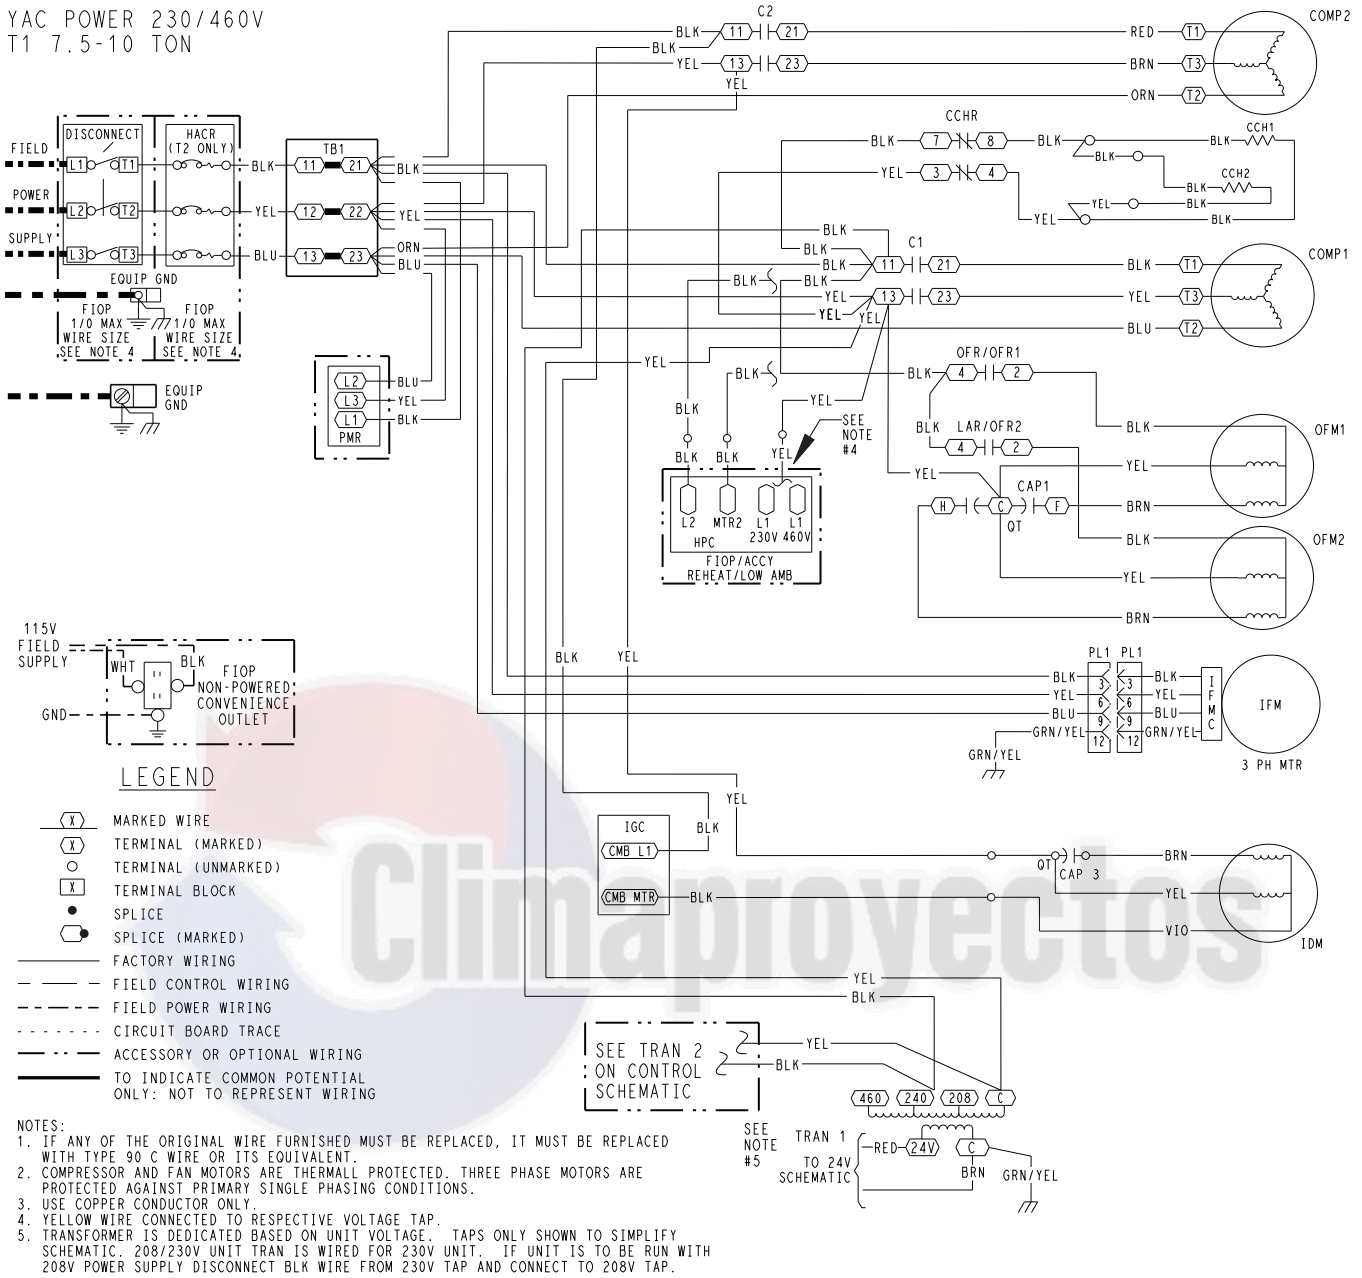 YAC POWER 230/460V
T1 7.5-10 TON
C2
BLK 11 21 RED T1
COMP2
BLK
YEL 13 23 BRN T3
YEL
ORN T2
DISCONNECT
HACR
(T2 ONLY)
TB1
FIELD
L1 T1 BLK 11 21 BLK
POWER
L2 T2 YEL 12 22 YEL
SUPPLY
L3 T3 BLU 13 23 ORN
BLU
EQUIP GND
FIOP
1/0 MAX
WIRE SIZE
SEE NOTE 4
FIOP
1/0 MAX
WIRE SIZE
SEE NOTE 4
EQUIP
GND
CCHR
BLK 7 8 BLK BLK CCH1
BLK
YEL 3 4
CCH2
BLK
YEL BLK
YEL BLK
BLK
BLK
C1
BLK 11 21 BLK T1
COMP1
BLK BLK
YEL 13 23 YEL T3
YEL YEL
BLU T2
L2 BLU
L3 YEL
L1 BLK
PMR
YEL
OFR/OFR1
BLK BLK 4 2
YEL
BLK
SEE
NOTE
#4
BLK LAR/OFR2
4 2
BLK
OFM1
BLK BLK YEL
YEL
YEL
CAP1
H C F BRN
QT
L2 MTR2 L1 L1
230V 460V
HPC
FIOP/ACCY
REHEAT/LOW AMB
BLK
OFM2
YEL
BRN
115V
FIELD
SUPPLY
WHT BLK
FIOP
NON-POWERED
CONVENIENCE
OUTLET
GND
BLK YEL
PL1 PL1
BLK 3 3 BLK
YEL 6 6 YEL
BLU 9 9 BLU
GRN/YEL 12 12 GRN/YEL
IFMC
IFM
GRN/YEL
3 PH MTR
LEGEND
X MARKED WIRE
X TERMINAL (MARKED)
TERMINAL (UNMARKED)
X TERMINAL BLOCK
SPLICE
SPLICE (MARKED)
FACTORY WIRING
FIELD CONTROL WIRING
FIELD POWER WIRING
CIRCUIT BOARD TRACE
ACCESSORY OR OPTIONAL WIRING
TO INDICATE COMMON POTENTIAL
ONLY: NOT TO REPRESENT WIRING
YEL
IGC
BLK
CMB L1
CMB MTR BLK
QT CAP 3
BRN
YEL
VIO
IDM
Climaproyectos
YEL
BLK
SEE TRAN 2
ON CONTROL
SCHEMATIC
YEL
BLK
460 240 208 C
SEE
NOTE
#5
TRAN 1
RED 24V C
TO 24V
SCHEMATIC
BRN
GRN/YEL
NOTES:
1. IF ANY OF THE ORIGINAL WIRE FURNISHED MUST BE REPLACED, IT MUST BE REPLACED
WITH TYPE 90 C WIRE OR ITS EQUIVALENT.
2. COMPRESSOR AND FAN MOTORS ARE THERMALL PROTECTED. THREE PHASE MOTORS ARE
PROTECTED AGAINST PRIMARY SINGLE PHASING CONDITIONS.
3. USE COPPER CONDUCTOR ONLY.
4. YELLOW WIRE CONNECTED TO RESPECTIVE VOLTAGE TAP.
5. TRANSFORMER IS DEDICATED BASED ON UNIT VOLTAGE. TAPS ONLY SHOWN TO SIMPLIFY
SCHEMATIC. 208/230V UNIT TRAN IS WIRED FOR 230V UNIT. IF UNIT IS TO BE RUN WITH
208V POWER SUPPLY DISCONNECT BLK WIRE FROM 230V TAP AND CONNECT TO 208V TAP.